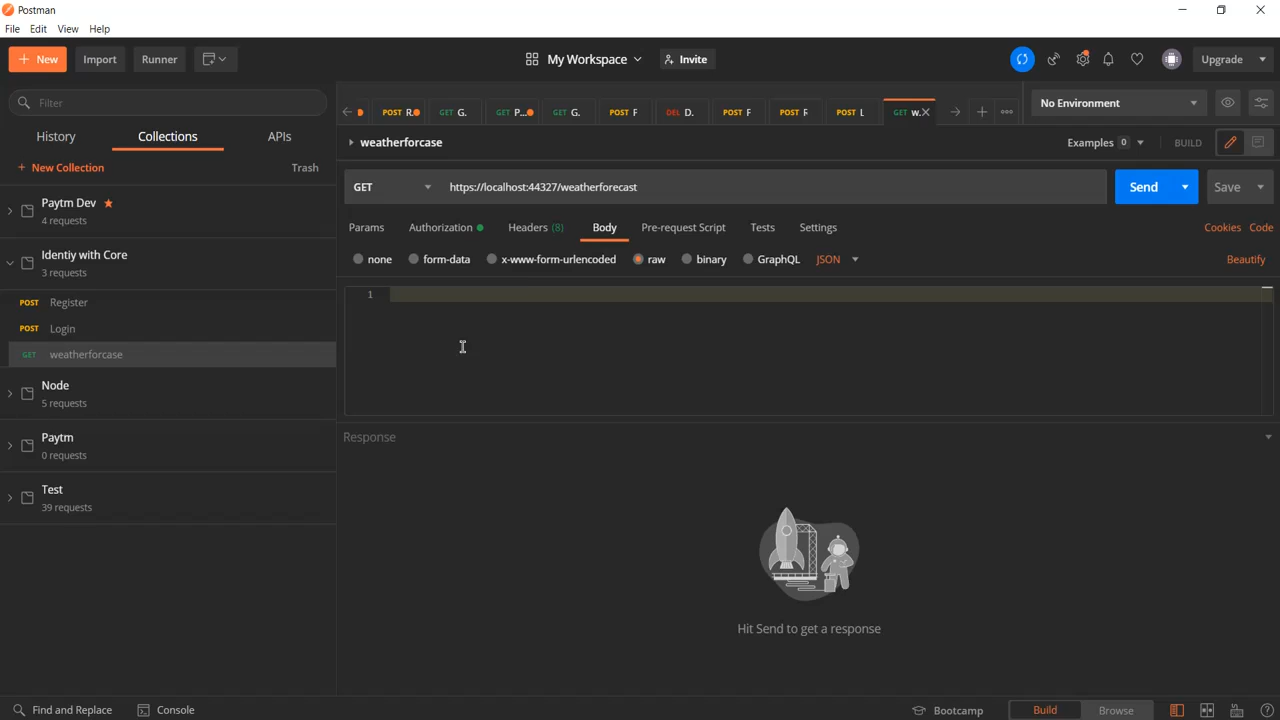 Postman
File Edit View Help
New Import Runner My Workspace Invite Upgrade
Filter
History Collections APIs
New Collection Trash
Paytm Dev
4 requests
Identiy with Core
3 requests
POST Register
POST Login
GET weatherforcase
Node
5 requests
Paytm
0 requests
Test
39 requests
POST R. GET G. GET P... GET G. POST F DEL D. POST F POST F POST L GET w. No Environment
weatherforcase Examples 0 BUILD
GET https://localhost:44327/weatherforecast Send Save
Params Authorization Headers (8) Body Pre-request Script Tests Settings Cookies Code
none form-data x-www-form-urlencoded raw binary GraphQL JSON Beautify
1
Response
Hit Send to get a response
Find and Replace Console Bootcamp Build Browse